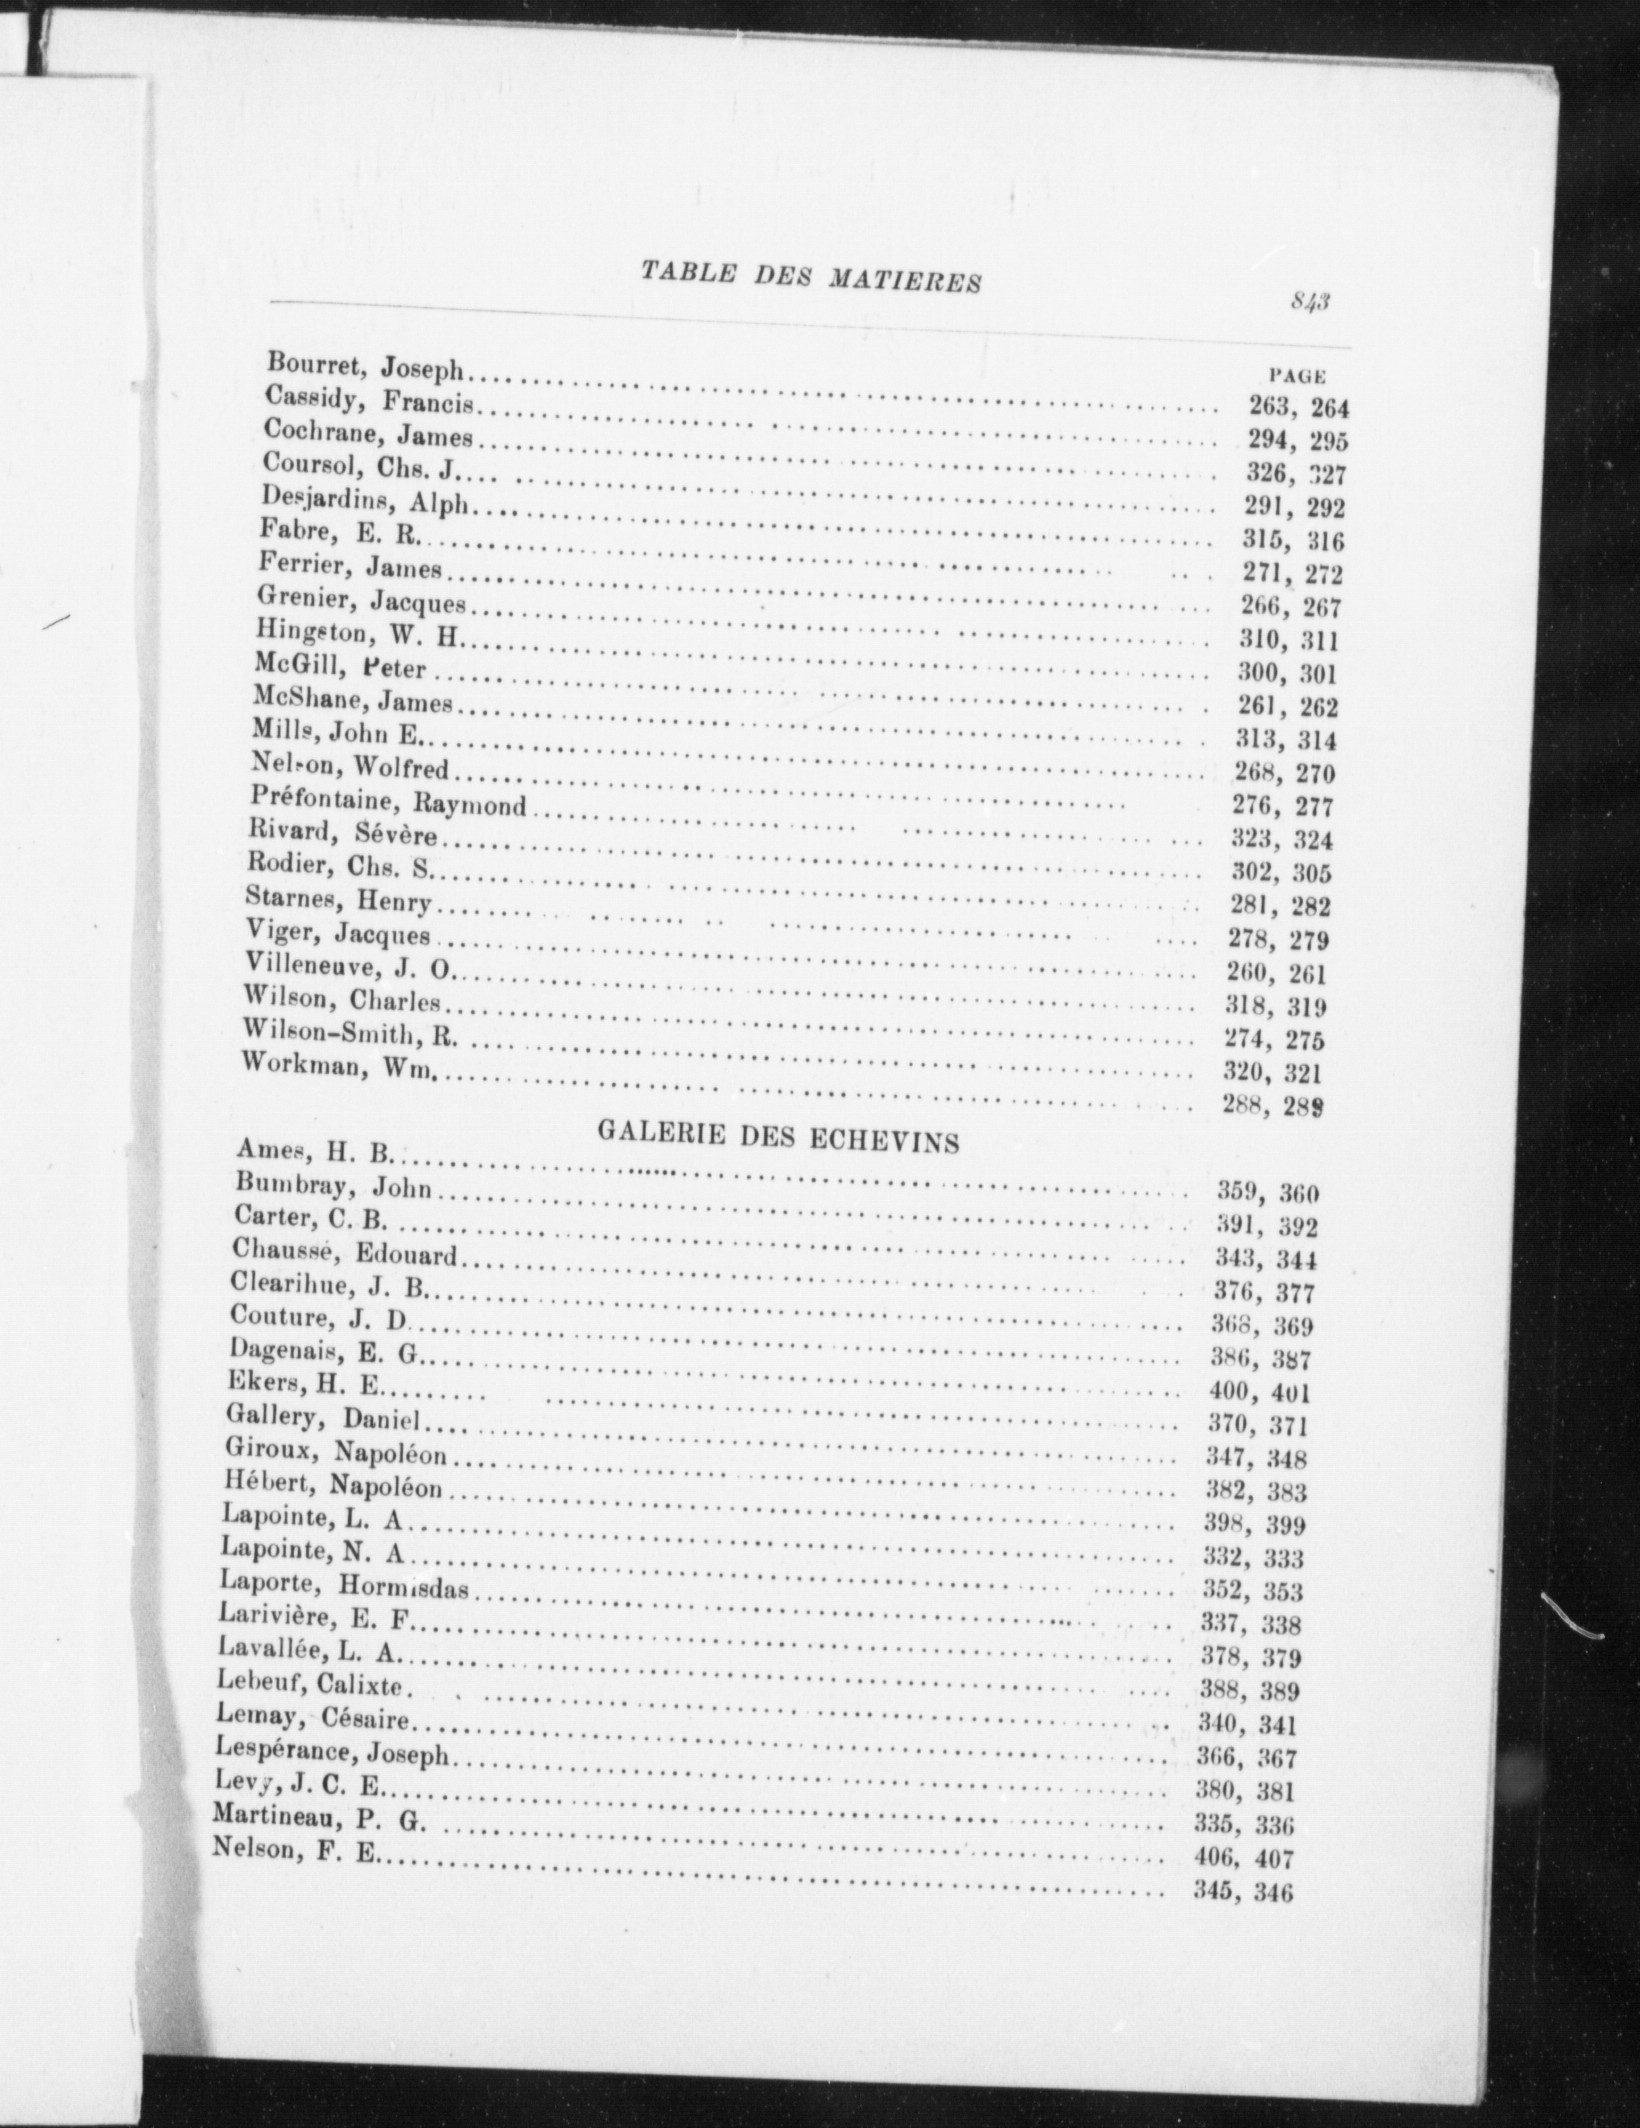 TABLE DES MATIERES 843
PAGE
Bourret, Joseph........ 263, 264
Cassidy, Francis........ 294, 295
Cochrane, James........ 326, 327
Coursol, Chs. J........ 291, 292
Desjardins, Alph........ 315, 316
Fabre, E. R........ 271, 272
Ferrier, James........ 266, 267
Grenier, Jacques........ 310, 311
Hingston, W. H........ 300, 301
McGill, Peter........ 261, 262
McShane, James........ 313, 314
Mills, John E........ 268, 270
Nelson, Wolfred........ 276, 277
Préfontaine, Raymond........ 323, 324
Rivard, Sévère........ 302, 305
Rodier, Chs. S........ 281, 282
Starnes, Henry........ 278, 279
Viger, Jacques........ 260, 261
Villeneuve, J. O........ 318, 319
Wilson, Charles........ 274, 275
Wilson-Smith, R........ 320, 321
Workman, Wm........ 288, 289
GALERIE DES ECHEVINS
Ames, H. B........ 359, 360
Bumbray, John........ 391, 392
Carter, C. B........ 343, 344
Chaussé, Edouard........ 376, 377
Clearihue, J. B........ 368, 369
Couture, J. D........ 386, 387
Dagenais, E. G........ 400, 401
Ekers, H. E........ 370, 371
Gallery, Daniel........ 347, 348
Giroux, Napoléon........ 382, 383
Hébert, Napoléon........ 398, 399
Lapointe, L. A........ 332, 333
Lapointe, N. A........ 352, 353
Laporte, Hormisdas........ 337, 338
Larivière, E. F........ 378, 379
Lavallée, L. A........ 388, 389
Lebeuf, Calixte........ 340, 341
Lemay, Césaire........ 366, 367
Lespérance, Joseph........ 380, 381
Levy, J. C. E........ 335, 336
Martineau, P. G........ 406, 407
Nelson, F. E........ 345, 346